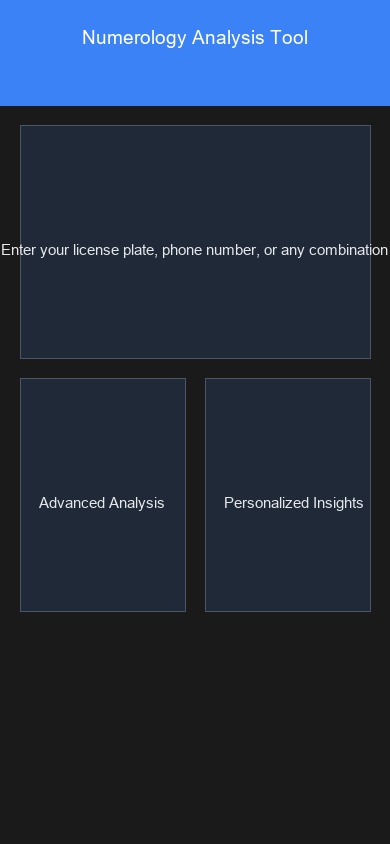 Numerology Analysis Tool
Enter your license plate, phone number, or any combination
Advanced Analysis
Personalized Insights